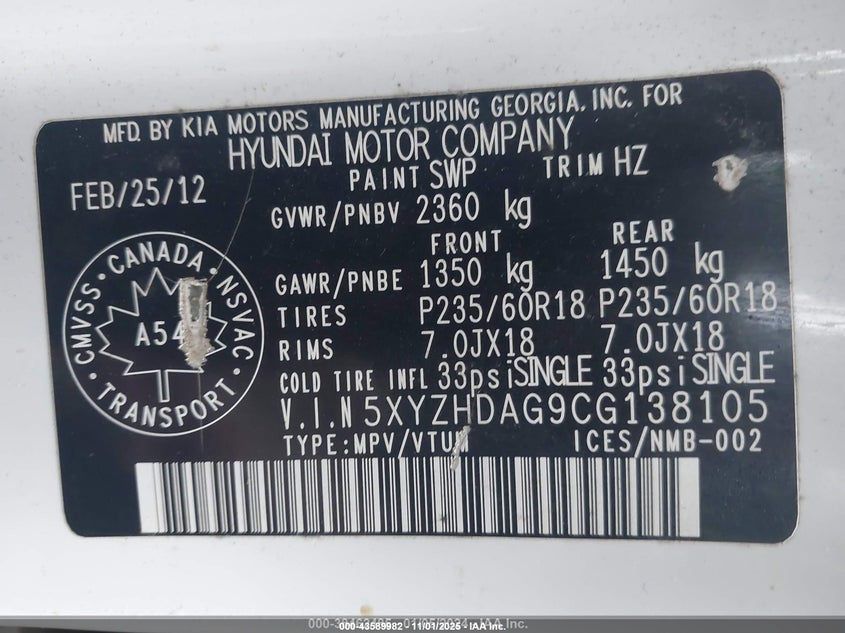 MFD. BY KIA MOTORS MANUFACTURING GEORGIA, INC. FOR
HYUNDAI MOTOR COMPANY
FEB/25/12
PAINT SWP TRIM HZ
GVWR/PNBV 2360 kg
FRONT REAR
GAWR/PNBE 1350 kg 1450 kg
TIRES P235/60R18 P235/60R18
RIMS 7.0JX18 7.0JX18
COLD TIRE INFL 33psi SINGLE 33psi SINGLE
V.I.N 5XYZHDAG9CG138105
TYPE:MPV/VTUM ICES/NMB-002
CMVSS • CANADA • NSVAC • TRANSPORT •
A54
000-43589982 11/01/2025 - IAA Inc.